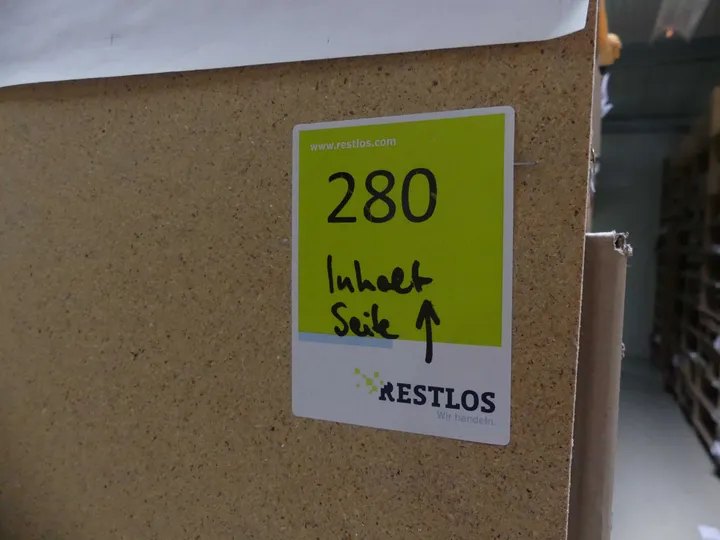 www.restlos.com
280
Inhalt
Seite ↑
RESTLOS
Wir handeln.